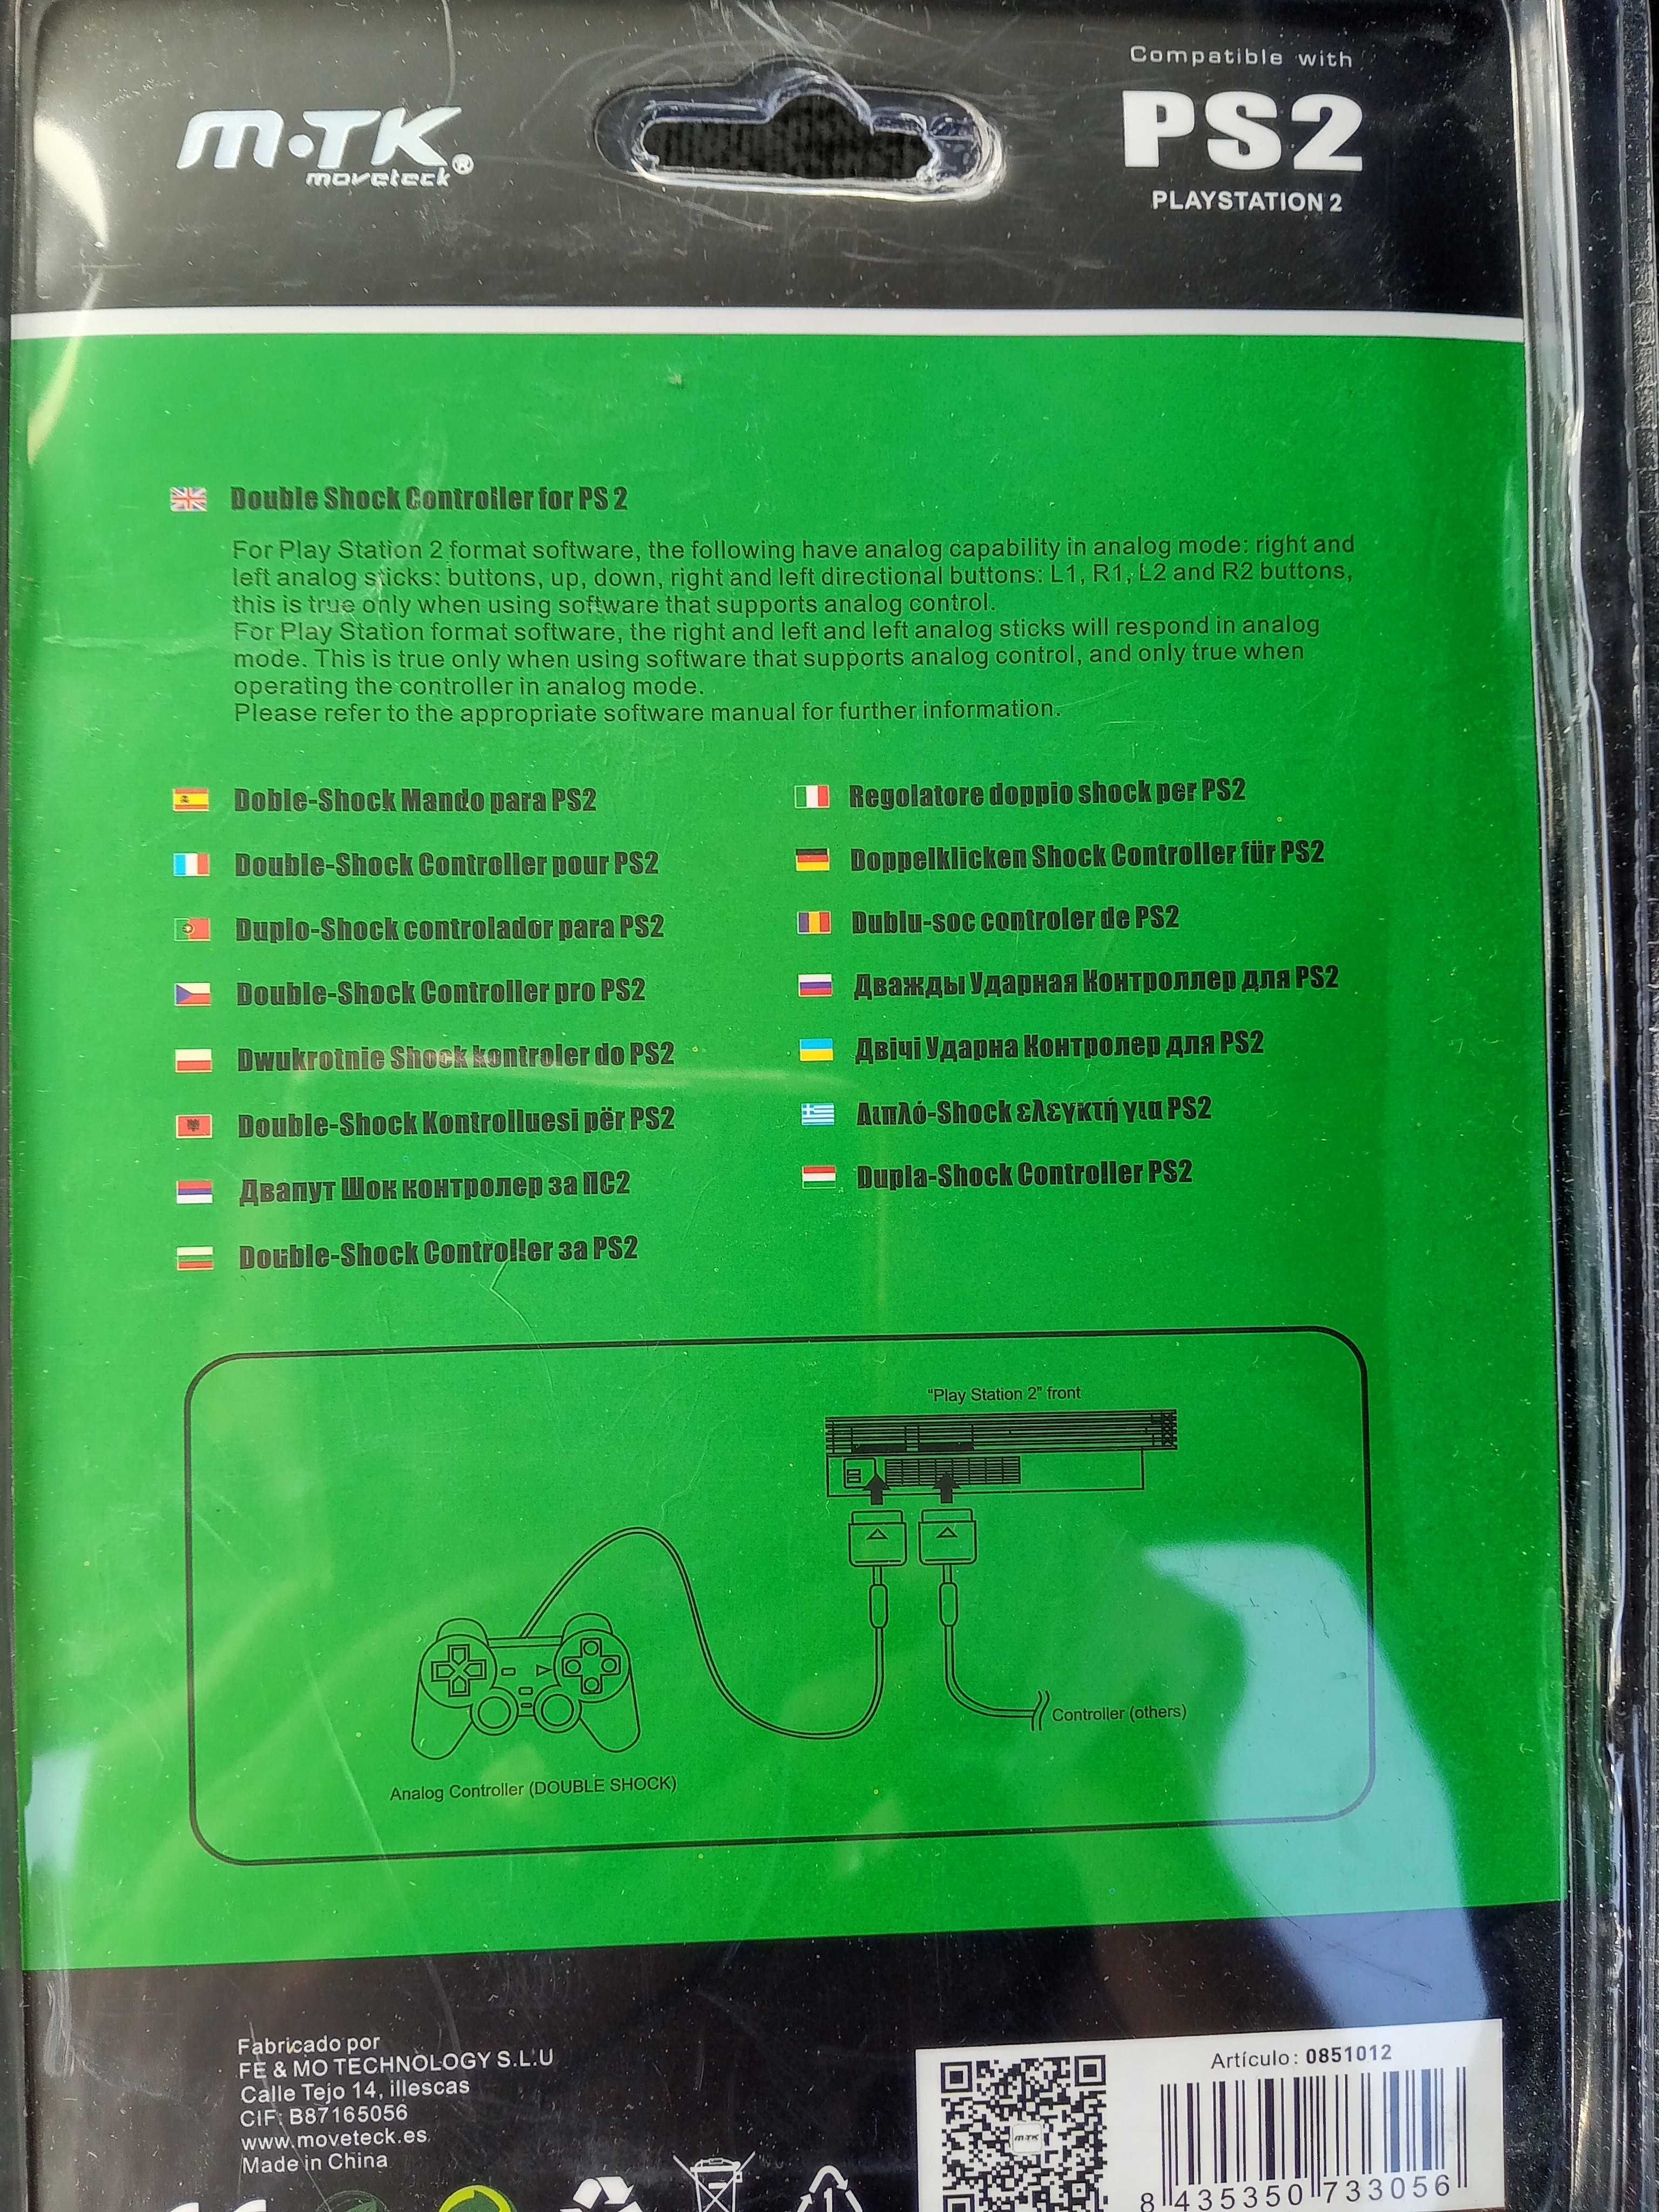 Compatible with
M·TK®
moveteck
PS2
PLAYSTATION 2
Double Shock Controller for PS 2
For Play Station 2 format software, the following have analog capability in analog mode: right and
left analog sticks: buttons, up, down, right and left directional buttons: L1, R1, L2 and R2 buttons,
this is true only when using software that supports analog control.
For Play Station format software, the right and left and left analog sticks will respond in analog
mode. This is true only when using software that supports analog control, and only true when
operating the controller in analog mode.
Please refer to the appropriate software manual for further information.
Doble-Shock Mando para PS2
Double-Shock Controller pour PS2
Duplo-Shock controlador para PS2
Double-Shock Controller pro PS2
Dwukrotnie Shock kontroler do PS2
Double-Shock Kontrolluesi për PS2
Двапут Шок контролер за ПС2
Double-Shock Controller за PS2
Regolatore doppio shock per PS2
Doppelklicken Shock Controller für PS2
Dublu-soc controler de PS2
Дважды Ударная Контроллер для PS2
Двічі Ударна Контролер для PS2
Διπλό-Shock ελεγκτή για PS2
Dupla-Shock Controller PS2
"Play Station 2" front
Controller (others)
Analog Controller (DOUBLE SHOCK)
Fabricado por
FE & MO TECHNOLOGY S.L.U
Calle Tejo 14, illescas
CIF: B87165056
www.moveteck.es
Made in China
Artículo: 0851012
M·TK
8 435350 733056